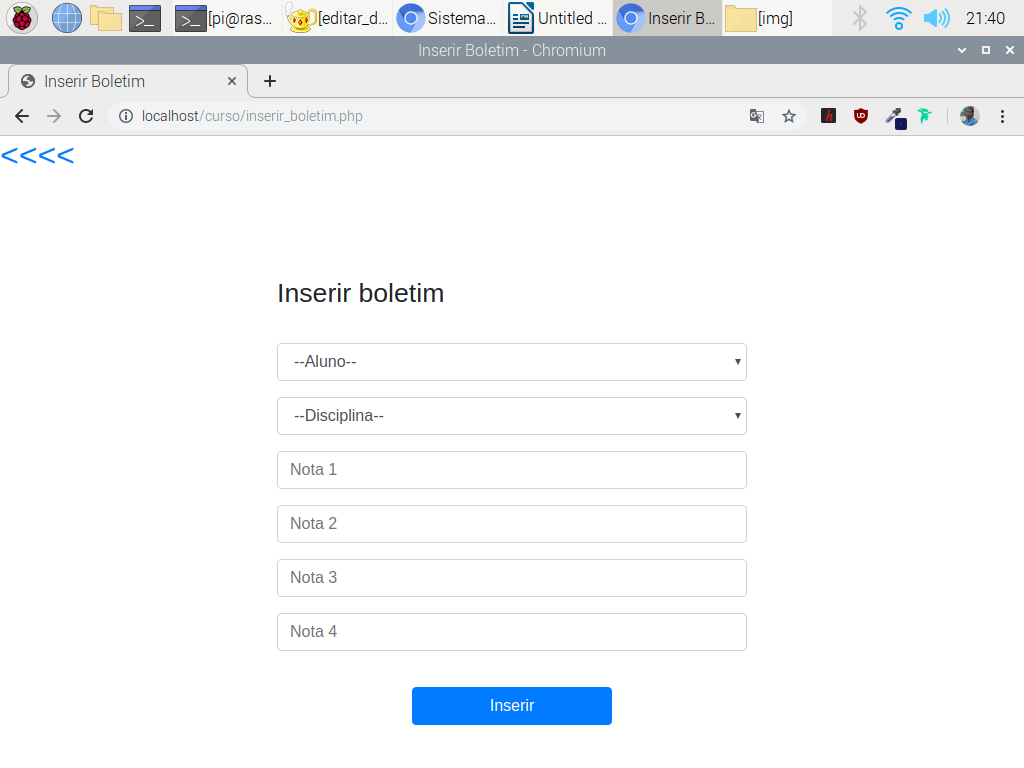 [pi@ras... [editar_d... Sistema... Untitled ... Inserir B... [img] 21:40
Inserir Boletim - Chromium
Inserir Boletim
localhost/curso/inserir_boletim.php
<<<<
Inserir boletim
--Aluno--
--Disciplina--
Nota 1
Nota 2
Nota 3
Nota 4
Inserir